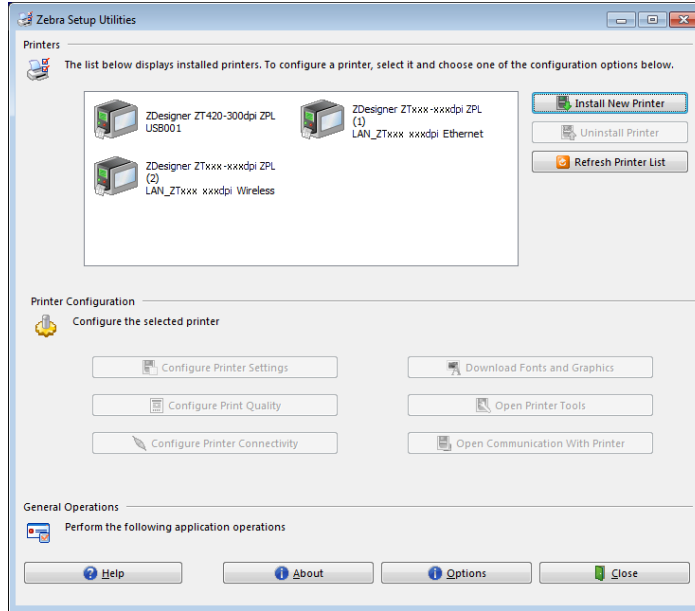 Zebra Setup Utilities
Printers
The list below displays installed printers. To configure a printer, select it and choose one of the configuration options below.
ZDesigner ZT420-300dpi ZPL
USB001
ZDesigner ZTxxx-xxxdpi ZPL
(1)
LAN_ZTxxx xxxdpi Ethernet
ZDesigner ZTxxx-xxxdpi ZPL
(2)
LAN_ZTxxx xxxdpi Wireless
Install New Printer
Uninstall Printer
Refresh Printer List
Printer Configuration
Configure the selected printer
Configure Printer Settings
Download Fonts and Graphics
Configure Print Quality
Open Printer Tools
Configure Printer Connectivity
Open Communication With Printer
General Operations
Perform the following application operations
Help
About
Options
Close